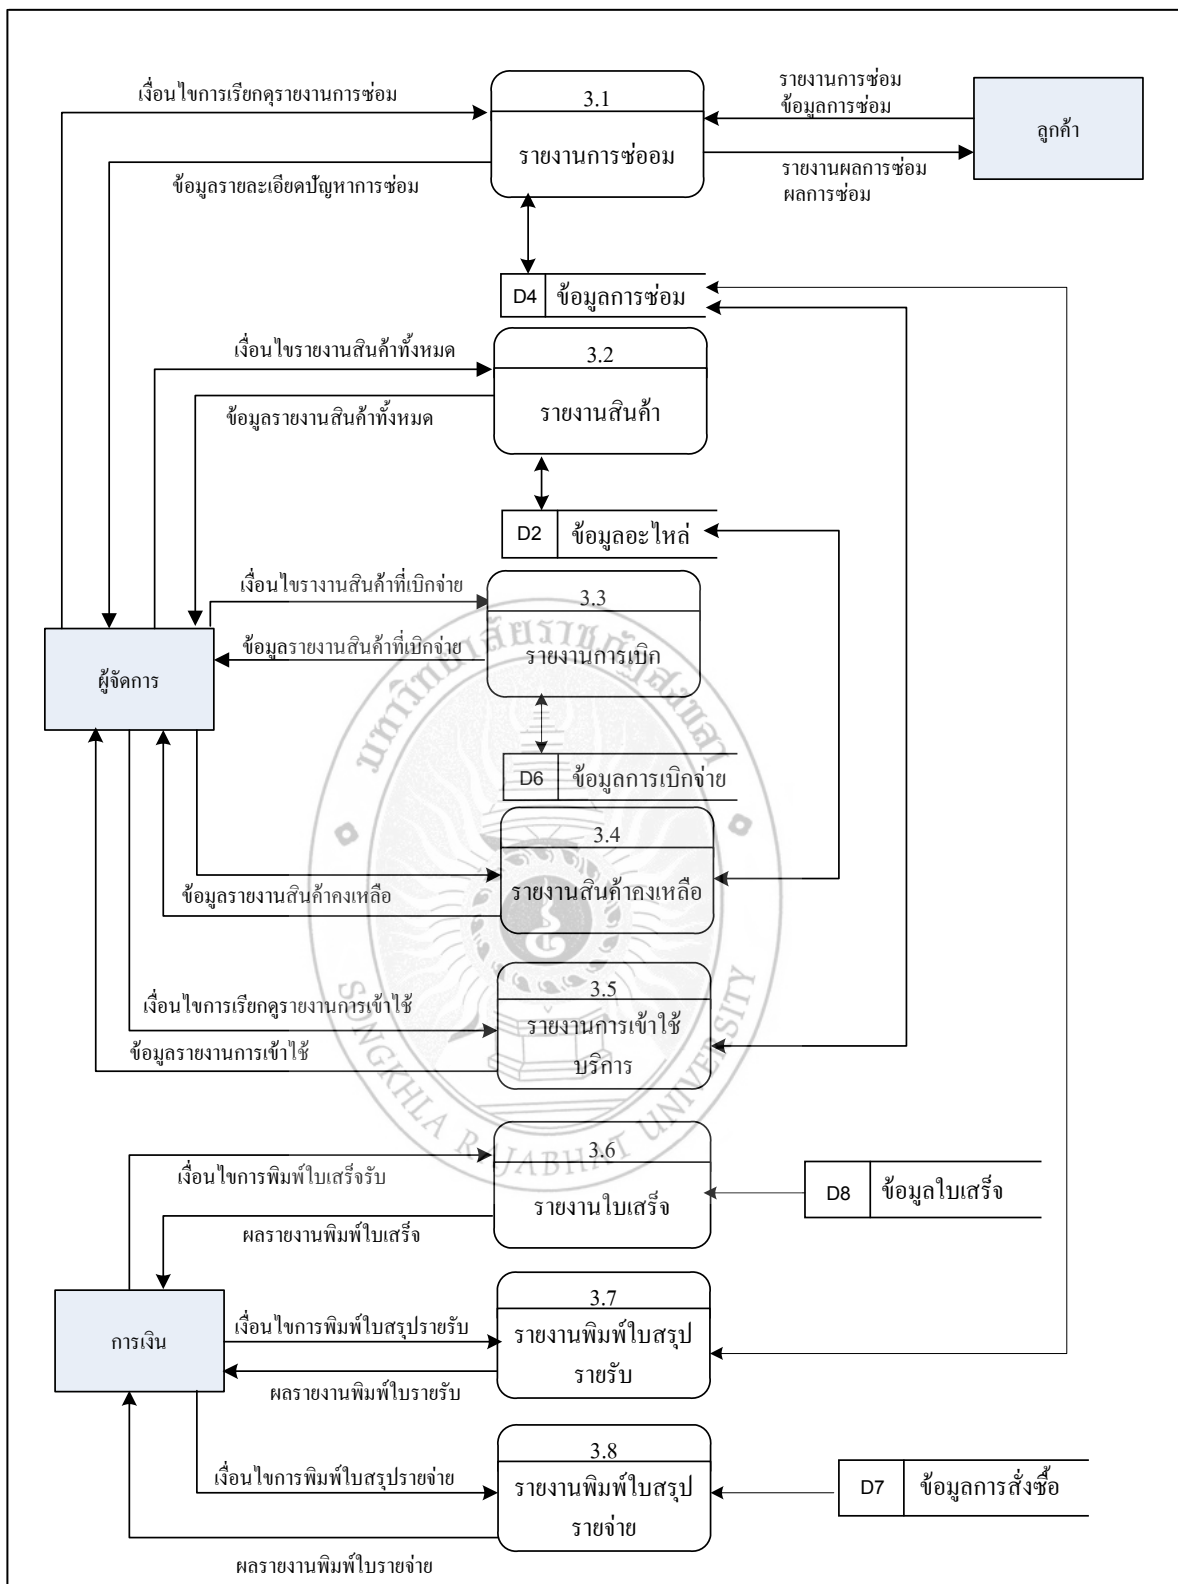 เงื่อนไขการเรียกดุรายงานการซ่อม
3.1
รายงานการซ่ออม
รายงานการซ่อม
ข้อมูลการซ่อม
ลูกค้า
ข้อมูลรายละเอียดปัญหาการซ่อม
รายงานผลการซ่อม
ผลการซ่อม
D4 ข้อมูลการซ่อม
เงื่อนไขรายงานสินค้าทั้งหมด
3.2
รายงานสินค้า
ข้อมูลรายงานสินค้าทั้งหมด
D2 ข้อมูลอะไหล่
เงื่อนไขรางานสินค้าที่เบิกจ่าย
3.3
รายงานการเบิก
ข้อมูลรายงานสินค้าที่เบิกจ่าย
ผู้จัดการ
มหาวิทยาลัยราชภัฏสงขลา
D6 ข้อมูลการเบิกจ่าย
3.4
รายงานสินค้าคงเหลือ
ข้อมูลรายงานสินค้าคงเหลือ
3.5
รายงานการเข้าใช้
บริการ
เงื่อนไขการเรียกดูรายงานการเข้าใช้
ข้อมูลรายงานการเข้าใช้
SONGKHLA RAJABHAT UNIVERSITY
3.6
รายงานใบเสร็จ
เงื่อนไขการพิมพ์ใบเสร็จรับ
D8 ข้อมูลใบเสร็จ
ผลรายงานพิมพ์ใบเสร็จ
การเงิน
3.7
รายงานพิมพ์ใบสรุป
รายรับ
เงื่อนไขการพิมพ์ใบสรุปรายรับ
ผลรายงานพิมพ์ใบรายรับ
3.8
รายงานพิมพ์ใบสรุป
รายจ่าย
เงื่อนไขการพิมพ์ใบสรุปรายจ่าย
D7 ข้อมูลการสั่งซื้อ
ผลรายงานพิมพ์ใบรายจ่าย